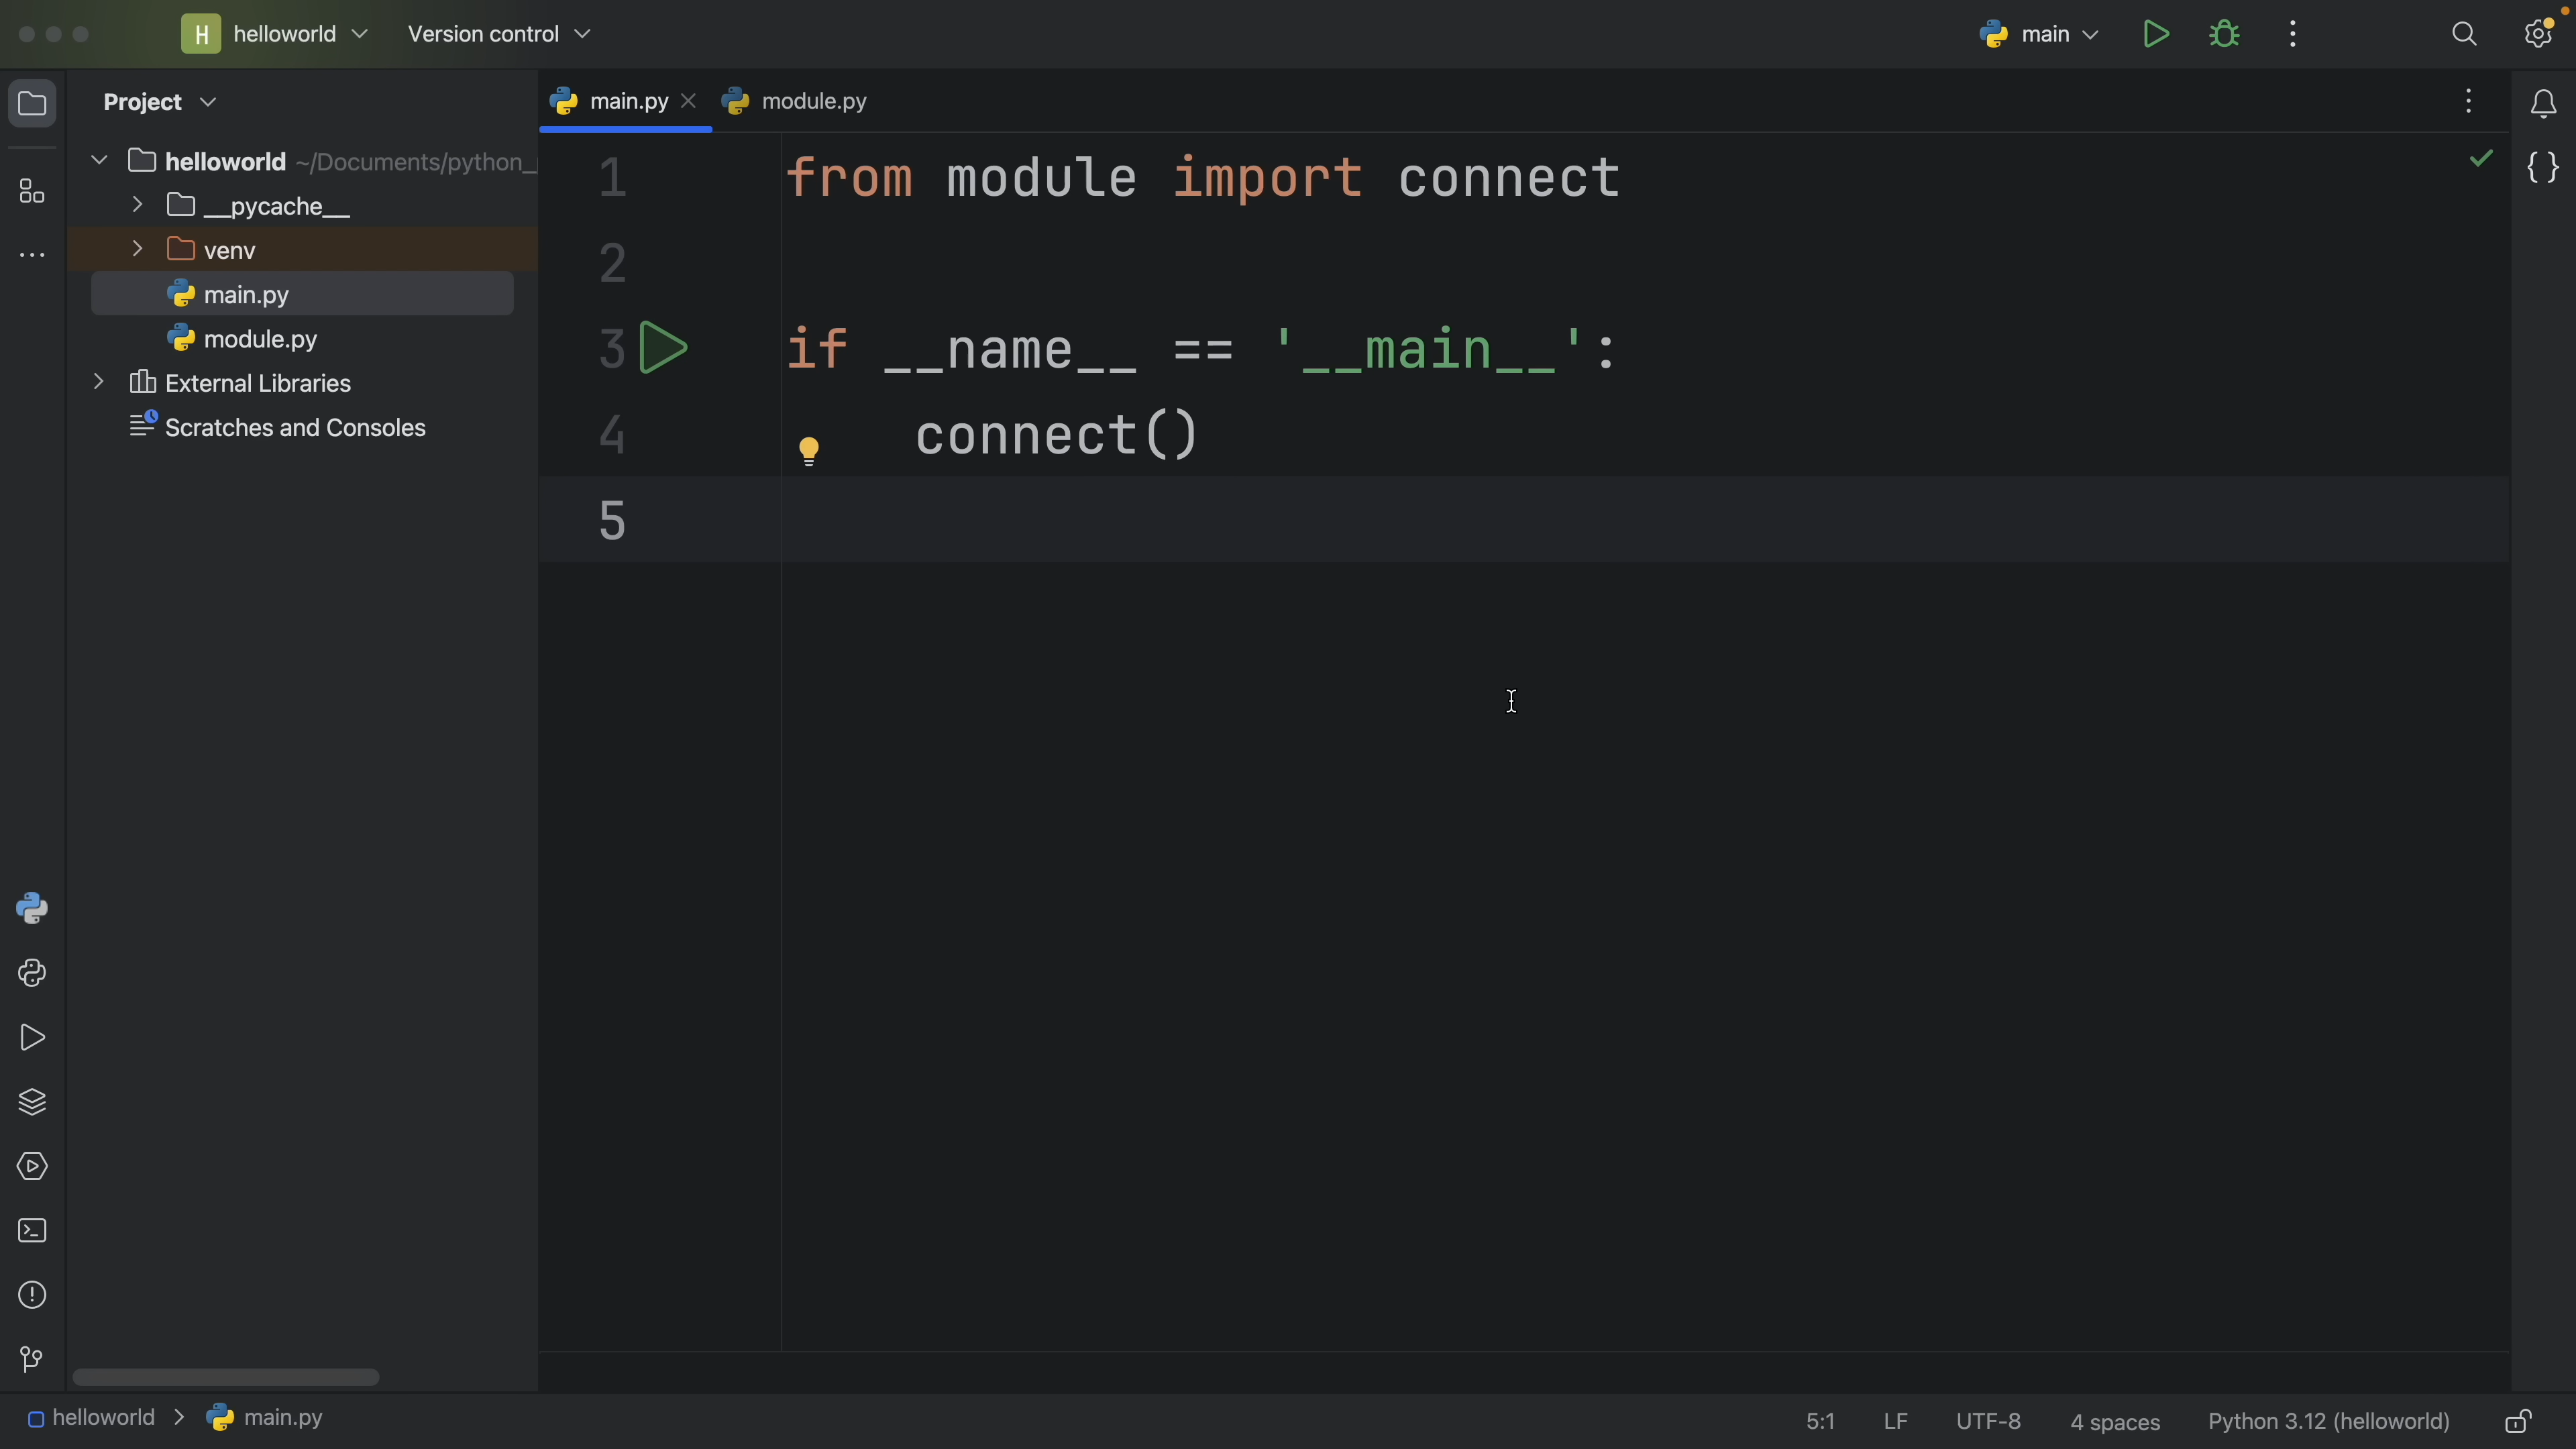 H helloworld Version control main
Project
main.py module.py
helloworld ~/Documents/python_
__pycache__
venv
main.py
module.py
External Libraries
Scratches and Consoles
1 from module import connect
2
3 if __name__ == '__main__':
4 connect()
5
helloworld > main.py 5:1 LF UTF-8 4 spaces Python 3.12 (helloworld)